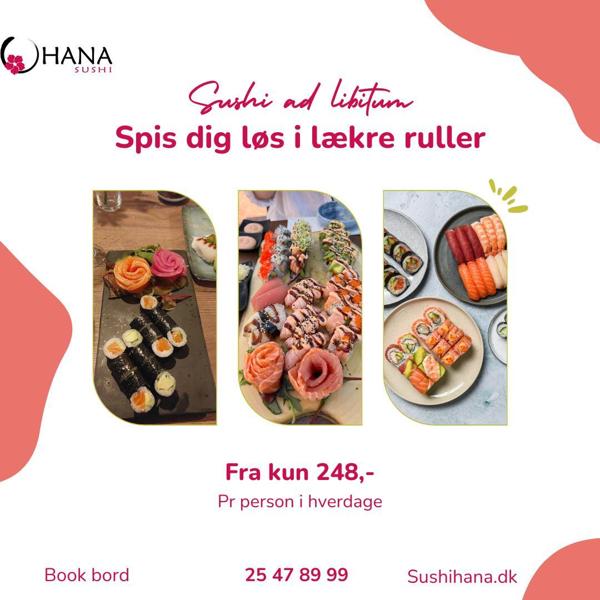 HANA
SUSHI
Sushi ad libitum
Spis dig løs i lækre ruller
Fra kun 248,-
Pr person i hverdage
Book bord
25 47 89 99
Sushihana.dk